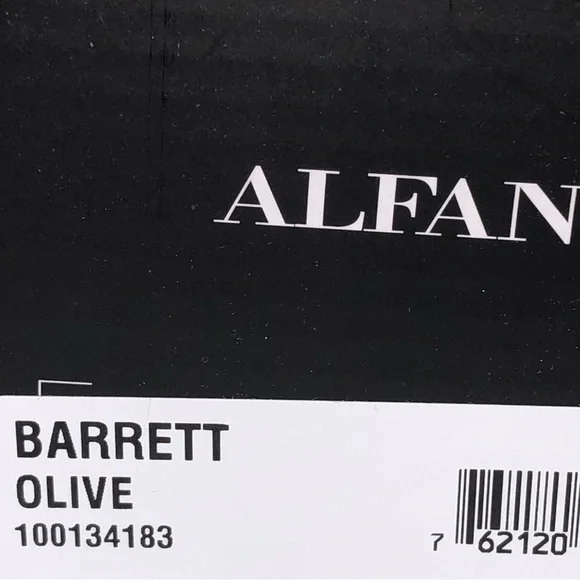 ALFAN
BARRETT
OLIVE
100134183
7 62120